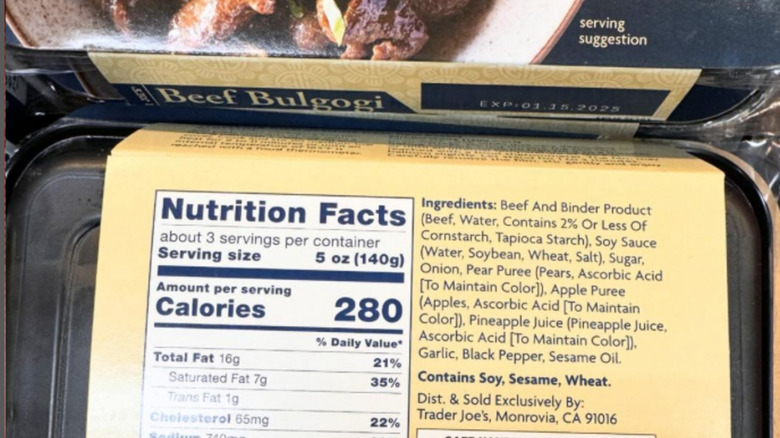 serving
suggestion
Beef Bulgogi
EXP:01.15.2025
Nutrition Facts
about 3 servings per container
Serving size 5 oz (140g)
Amount per serving
Calories 280
% Daily Value*
Total Fat 16g 21%
Saturated Fat 7g 35%
Trans Fat 1g
Cholesterol 65mg 22%
Sodium 740mg
Ingredients: Beef And Binder Product
(Beef, Water, Contains 2% Or Less Of
Cornstarch, Tapioca Starch), Soy Sauce
(Water, Soybean, Wheat, Salt), Sugar,
Onion, Pear Puree (Pears, Ascorbic Acid
[To Maintain Color]), Apple Puree
(Apples, Ascorbic Acid [To Maintain
Color]), Pineapple Juice (Pineapple Juice,
Ascorbic Acid [To Maintain Color]),
Garlic, Black Pepper, Sesame Oil.
Contains Soy, Sesame, Wheat.
Dist. & Sold Exclusively By:
Trader Joe's, Monrovia, CA 91016